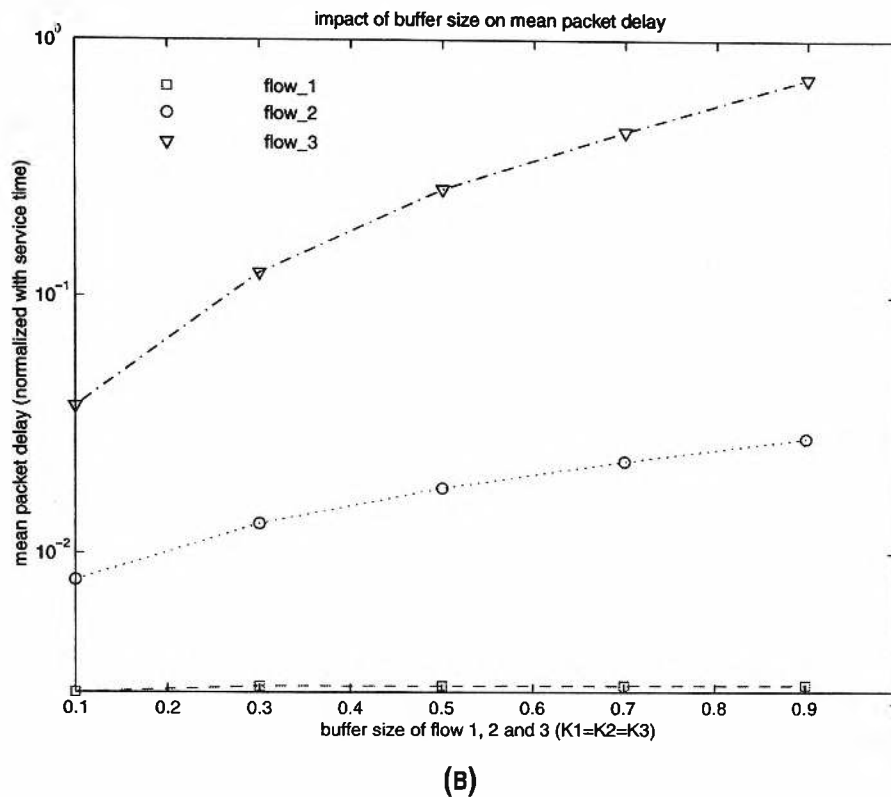 impact of buffer size on mean packet delay
10^0
10^-1
10^-2
mean packet delay (normalized with service time)
flow_1
flow_2
flow_3
0.1 0.2 0.3 0.4 0.5 0.6 0.7 0.8 0.9
buffer size of flow 1, 2 and 3 (K1=K2=K3)
(B)